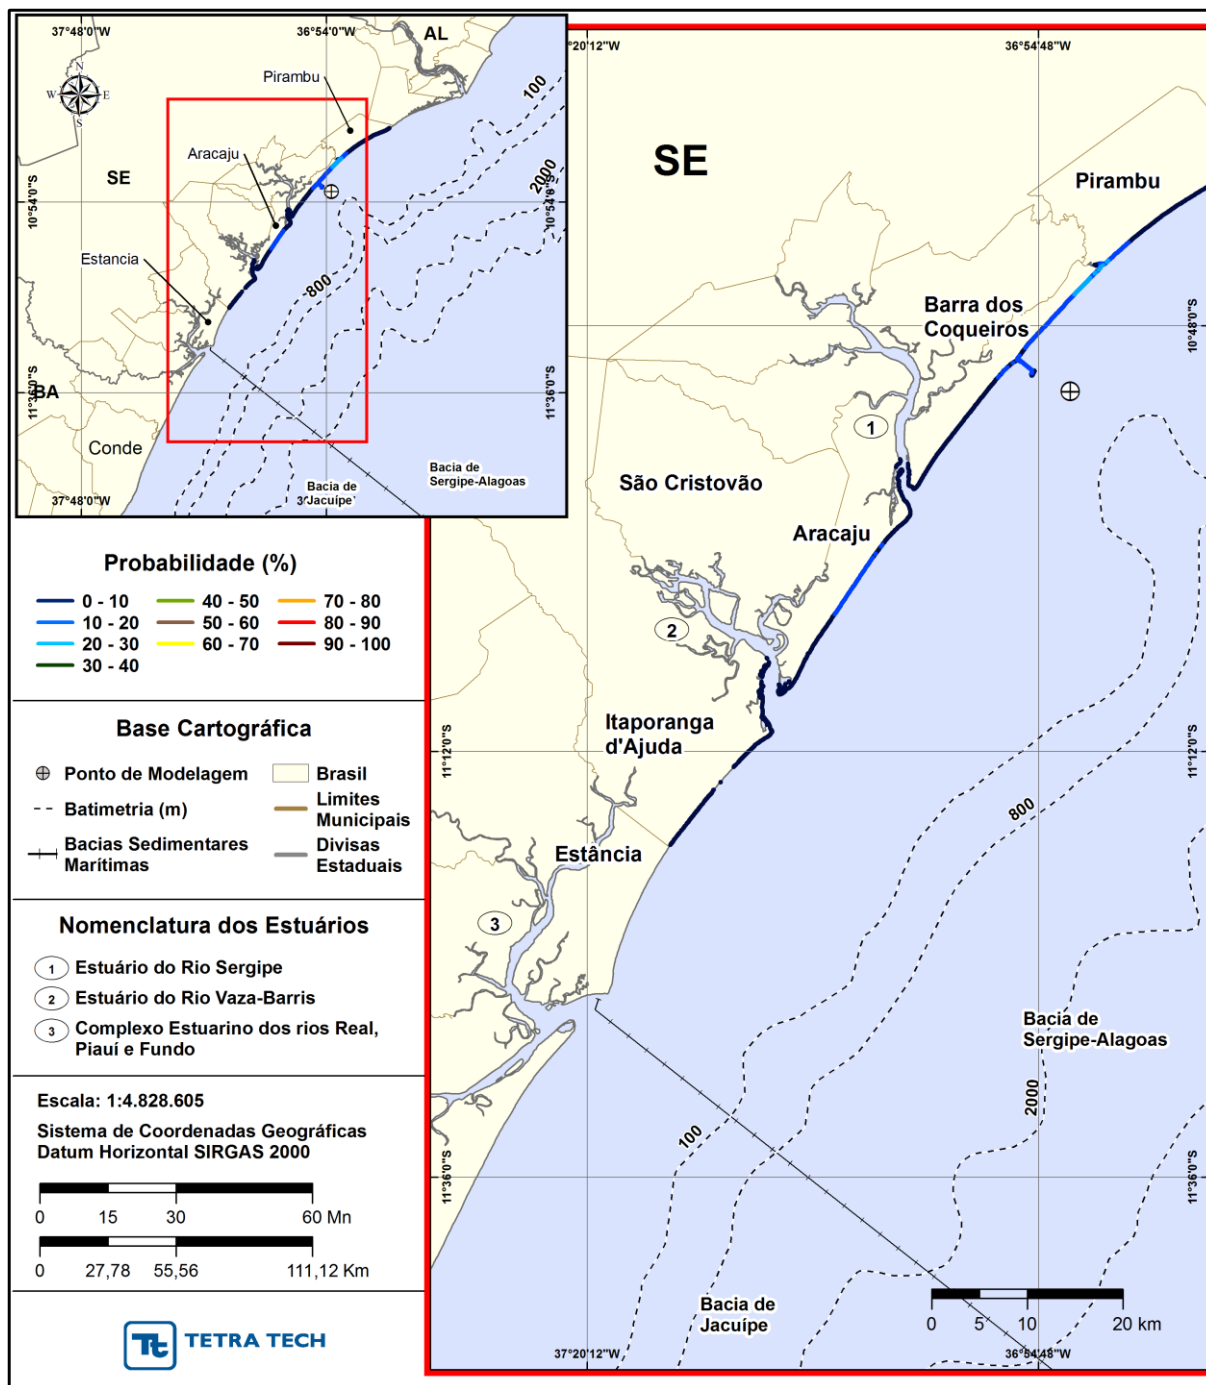 37°48'0"W
36°54'0"W
AL
Pirambu
100
N
W
E
S
Aracaju
2000
SE
10°54'0"S
10°54'0"S
Estancia
800
11°36'0"S
11°36'0"S
BA
Conde
Bacia de
Sergipe-Alagoas
Bacia de
Jacuípe
37°48'0"W
°20'12"W
36°54'48"W
SE
Pirambu
Barra dos
Coqueiros
10°48'0"S
1
São Cristovão
Aracaju
2
Itaporanga
d'Ajuda
11°12'0"S
11°12'0"S
800
Estância
3
Bacia de
Sergipe-Alagoas
2000
100
11°36'0"S
11°36'0"S
Bacia de
Jacuípe
0 5 10 20 km
37°20'12"W
36°54'48"W
Probabilidade (%)
0 - 10
10 - 20
20 - 30
30 - 40
40 - 50
50 - 60
60 - 70
70 - 80
80 - 90
90 - 100
Base Cartográfica
Ponto de Modelagem
Batimetria (m)
Bacias Sedimentares
Marítimas
Brasil
Limites
Municipais
Divisas
Estaduais
Nomenclatura dos Estuários
1 Estuário do Rio Sergipe
2 Estuário do Rio Vaza-Barris
3 Complexo Estuarino dos rios Real,
Piauí e Fundo
Escala: 1:4.828.605
Sistema de Coordenadas Geográficas
Datum Horizontal SIRGAS 2000
0 15 30 60 Mn
0 27,78 55,56 111,12 Km
Tt TETRA TECH